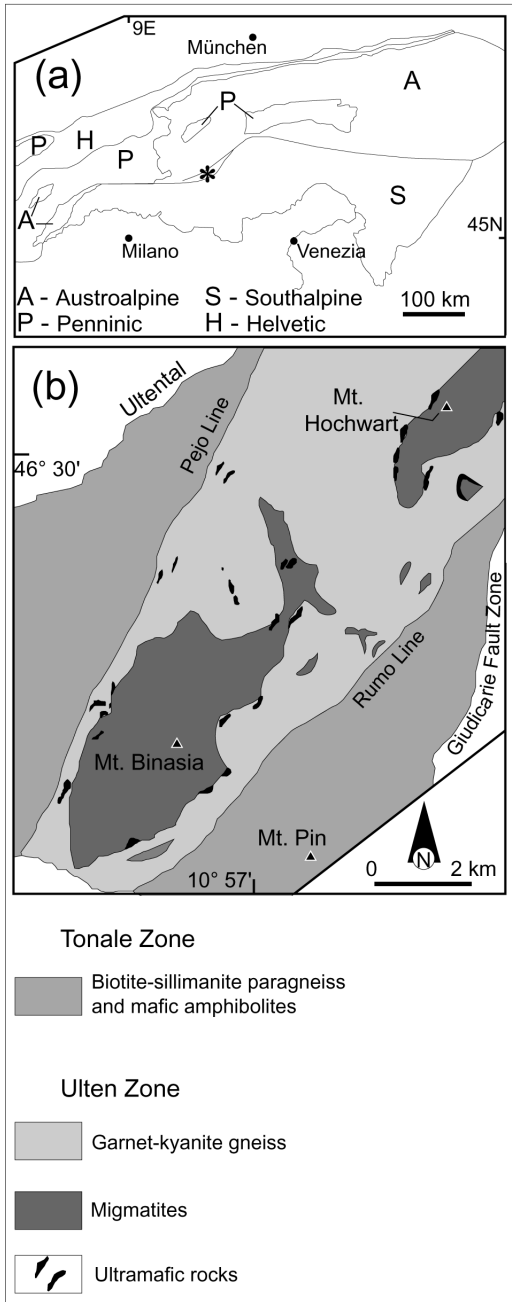 9E
München
(a)
A
P
H
P
P
*
A
S
45N
Milano
Venezia
A - Austroalpine S - Southalpine
P - Penninic H - Helvetic
100 km
(b)
Ultental
Pejo Line
Mt.
Hochwart
46° 30'
Rumo Line
Giudicarie Fault Zone
Mt. Binasia
Mt. Pin
10° 57'
N
0 2 km
Tonale Zone
Biotite-sillimanite paragneiss
and mafic amphibolites
Ulten Zone
Garnet-kyanite gneiss
Migmatites
Ultramafic rocks